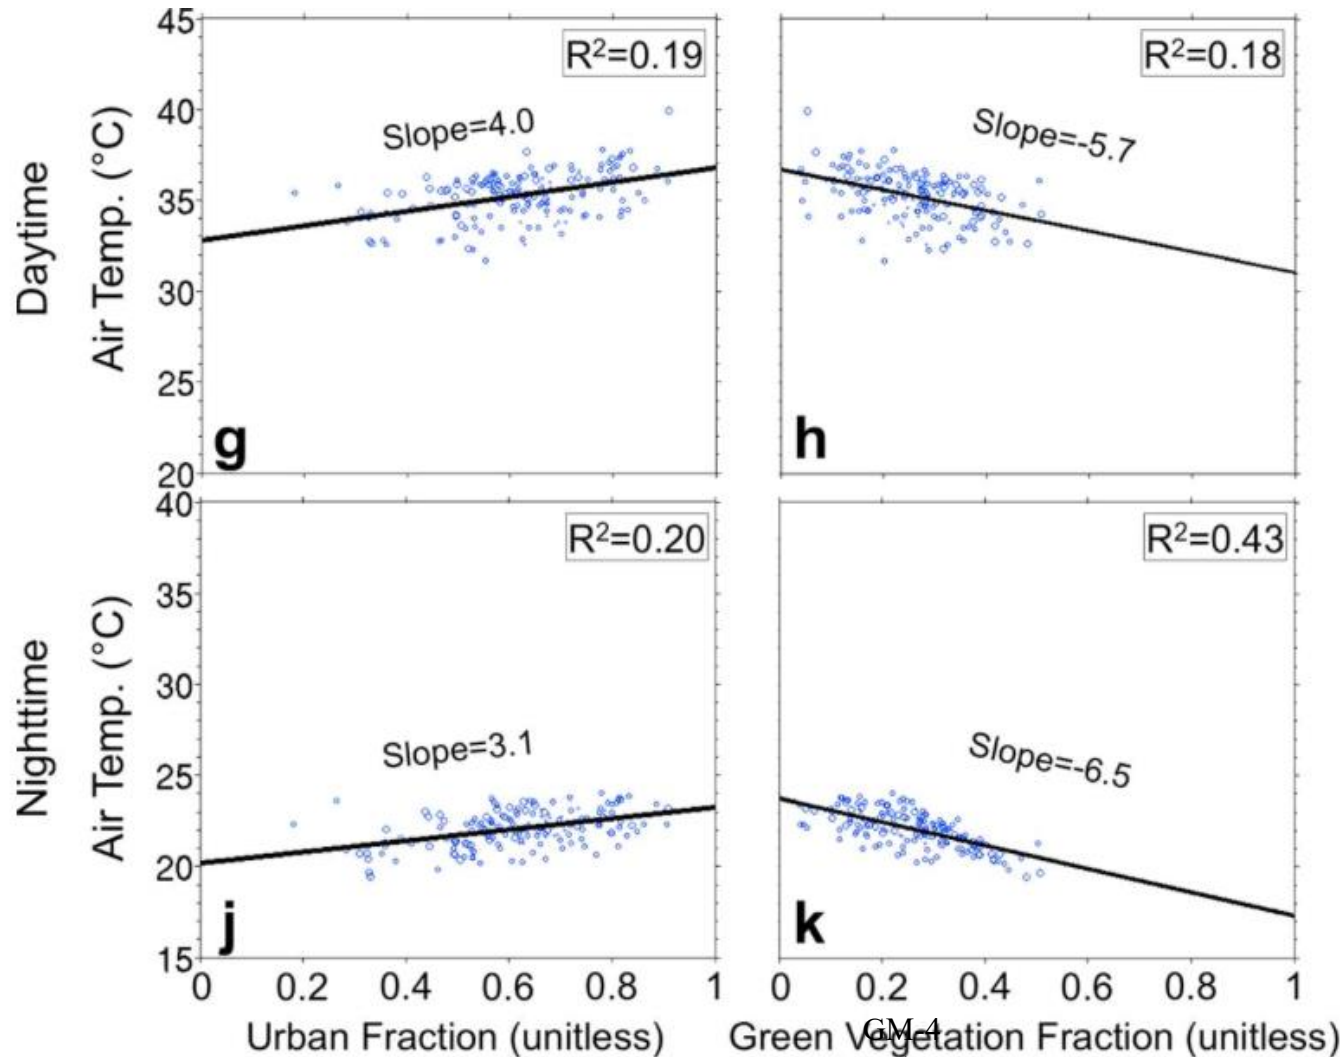 45
R²=0.19
R²=0.18
40
Slope=4.0
Slope=-5.7
35
30
25
20
Daytime
Air Temp. (°C)
g
h
40
R²=0.20
R²=0.43
35
30
Slope=3.1
Slope=-6.5
25
20
15
Nighttime
Air Temp. (°C)
j
k
0 0.2 0.4 0.6 0.8 1
0 0.2 0.4 0.6 0.8 1
Urban Fraction (unitless)
Green Vegetation Fraction (unitless)
GM-4